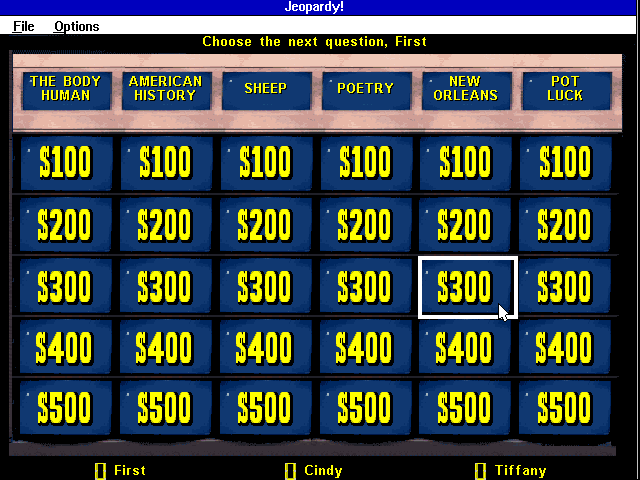 Jeopardy!
File Options
Choose the next question, First
THE BODY HUMAN
AMERICAN HISTORY
SHEEP
POETRY
NEW ORLEANS
POT LUCK
$100 $100 $100 $100 $100 $100
$200 $200 $200 $200 $200 $200
$300 $300 $300 $300 $300 $300
$400 $400 $400 $400 $400 $400
$500 $500 $500 $500 $500 $500
First Cindy Tiffany